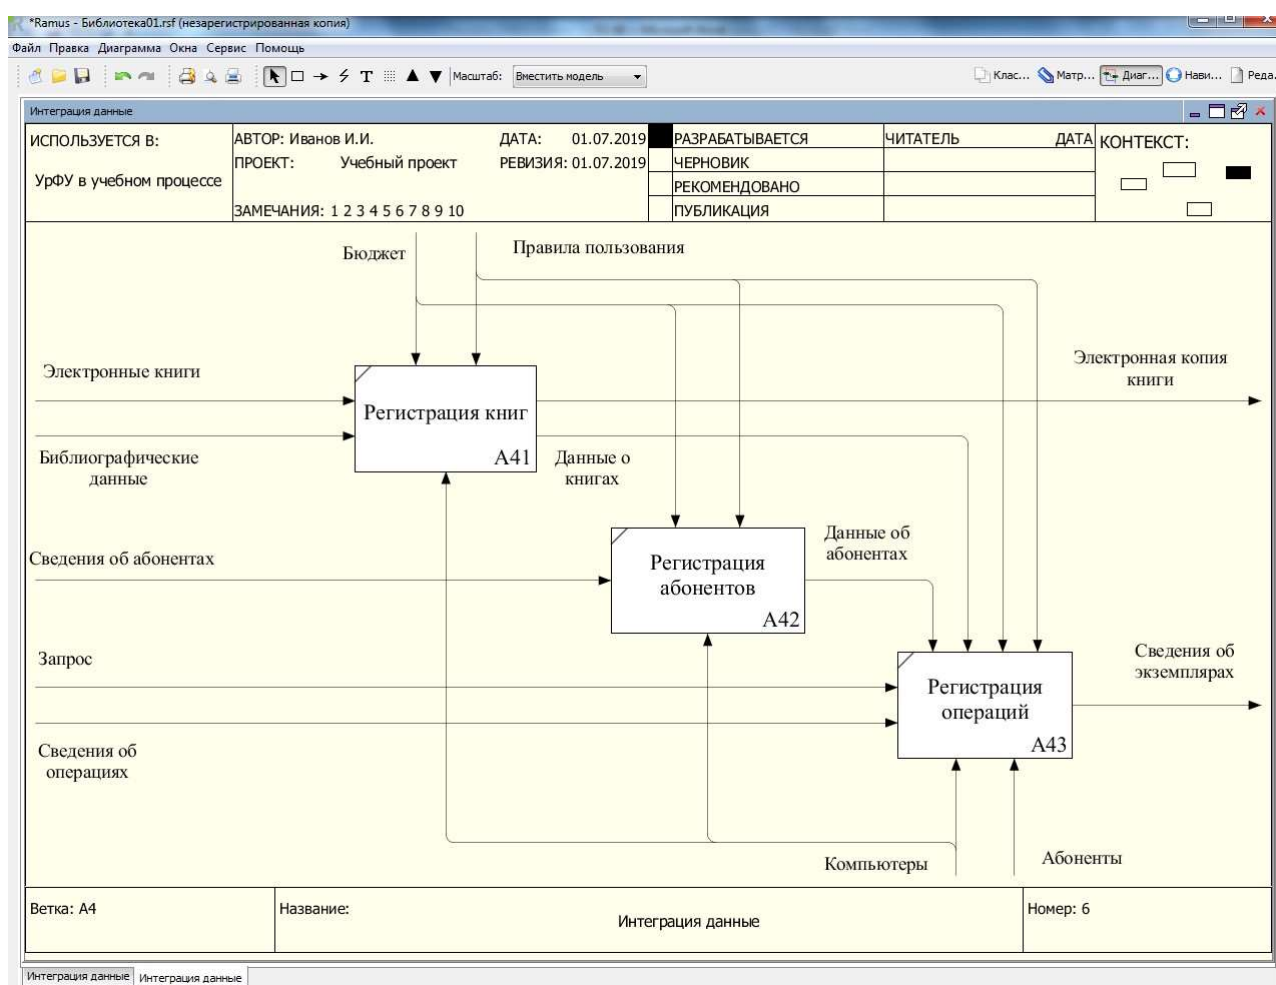 *Ramus - Библиотека01.rsf (незарегистрированная копия)
Файл Правка Диаграмма Окна Сервис Помощь
Масштаб: Вместить модель Клас... Матр... Диаг... Нави... Реда.
Интеграция данные
ИСПОЛЬЗУЕТСЯ В:
УрФУ в учебном процессе
АВТОР: Иванов И.И. ДАТА: 01.07.2019
ПРОЕКТ: Учебный проект РЕВИЗИЯ: 01.07.2019
ЗАМЕЧАНИЯ: 1 2 3 4 5 6 7 8 9 10
РАЗРАБАТЫВАЕТСЯ
ЧЕРНОВИК
РЕКОМЕНДОВАНО
ПУБЛИКАЦИЯ
ЧИТАТЕЛЬ ДАТА
КОНТЕКСТ:
Бюджет
Правила пользования
Электронные книги
Электронная копия
книги
Регистрация книг
A41
Библиографические
данные
Данные о
книгах
Сведения об абонентах
Регистрация
абонентов
A42
Данные об
абонентах
Запрос
Сведения об
экземплярах
Регистрация
операций
A43
Сведения об
операциях
Компьютеры
Абоненты
Ветка: A4
Название:
Интеграция данные
Номер: 6
Интеграция данные Интеграция данные